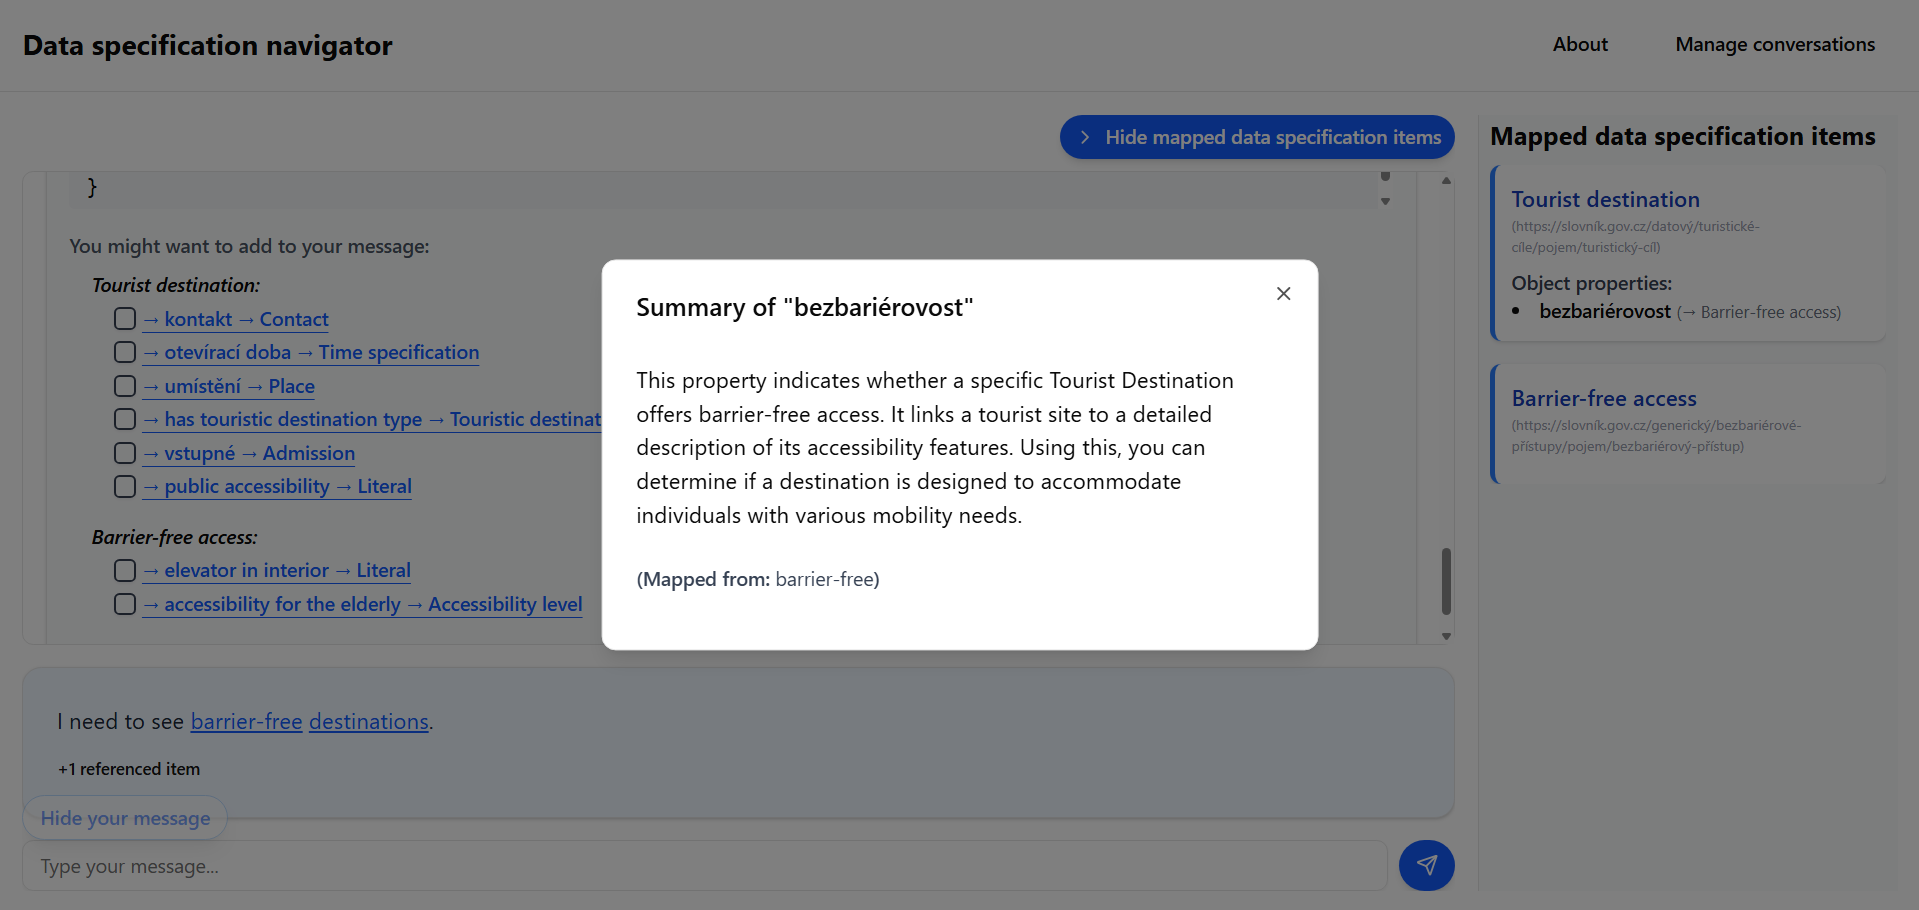 Data specification navigator
About
Manage conversations
Hide mapped data specification items
}
You might want to add to your message:
Tourist destination:
→ kontakt → Contact
→ otevírací doba → Time specification
→ umístění → Place
→ has touristic destination type → Touristic destinat
→ vstupné → Admission
→ public accessibility → Literal
Barrier-free access:
→ elevator in interior → Literal
→ accessibility for the elderly → Accessibility level
Summary of "bezbariérovost"
This property indicates whether a specific Tourist Destination
offers barrier-free access. It links a tourist site to a detailed
description of its accessibility features. Using this, you can
determine if a destination is designed to accommodate
individuals with various mobility needs.
(Mapped from: barrier-free)
I need to see barrier-free destinations.
+1 referenced item
Hide your message
Type your message...
Mapped data specification items
Tourist destination
(https://slovník.gov.cz/datový/turistické-
cíle/pojem/turistický-cíl)
Object properties:
• bezbariérovost (→ Barrier-free access)
Barrier-free access
(https://slovník.gov.cz/generický/bezbariérové-
přístupy/pojem/bezbariérový-přístup)